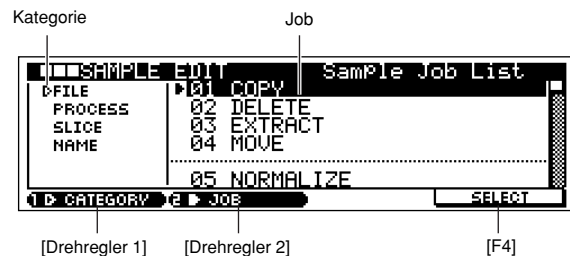 Kategorie Job
SAMPLE EDIT Sample Job List
FILE 01 COPY
PROCESS 02 DELETE
SLICE 03 EXTRACT
NAME 04 MOVE
05 NORMALIZE
1 CATEGORY 2 JOB SELECT
[Drehregler 1] [Drehregler 2] [F4]